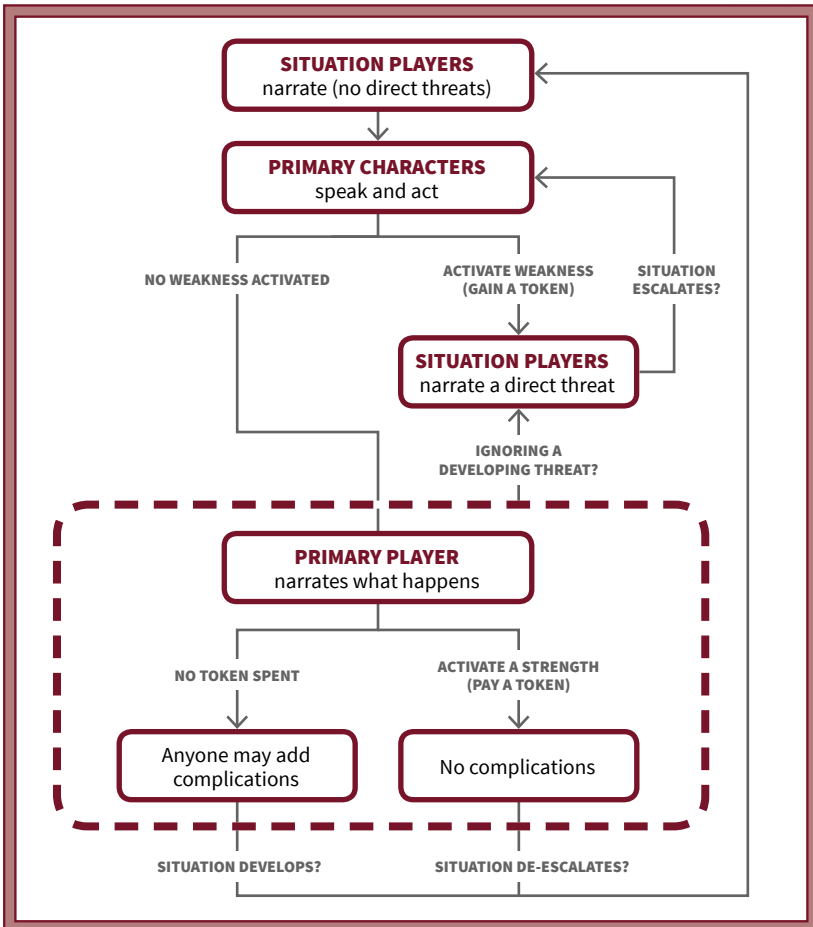 SITUATION PLAYERS
narrate (no direct threats)
PRIMARY CHARACTERS
speak and act
NO WEAKNESS ACTIVATED
ACTIVATE WEAKNESS
(GAIN A TOKEN)
SITUATION
ESCALATES?
SITUATION PLAYERS
narrate a direct threat
IGNORING A
DEVELOPING THREAT?
PRIMARY PLAYER
narrates what happens
NO TOKEN SPENT
ACTIVATE A STRENGTH
(PAY A TOKEN)
Anyone may add
complications
No complications
SITUATION DEVELOPS?
SITUATION DE-ESCALATES?